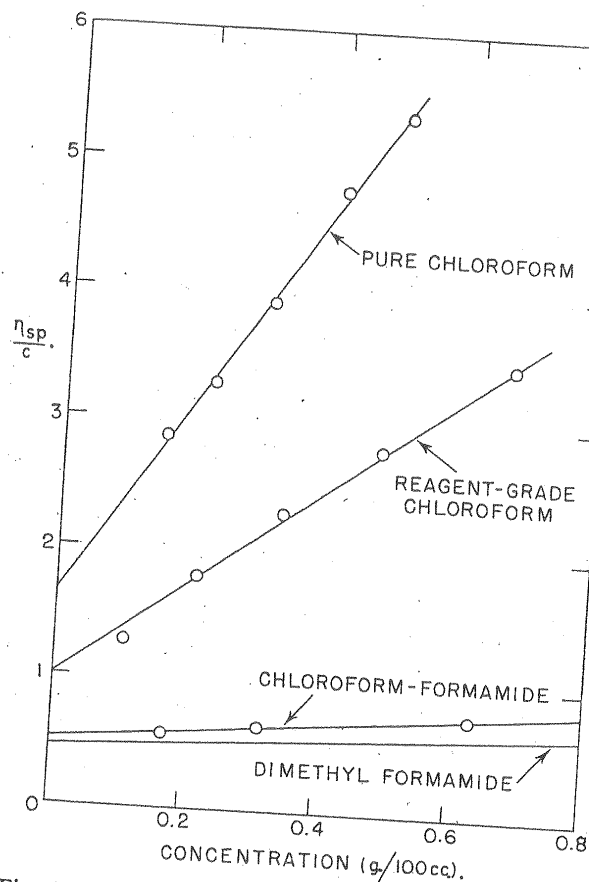 6
5
4
3
2
1
0
ηsp
c.
PURE CHLOROFORM
REAGENT-GRADE
CHLOROFORM
CHLOROFORM-FORMAMIDE
DIMETHYL FORMAMIDE
0.2
0.4
0.6
0.8
CONCENTRATION (g./100cc.).